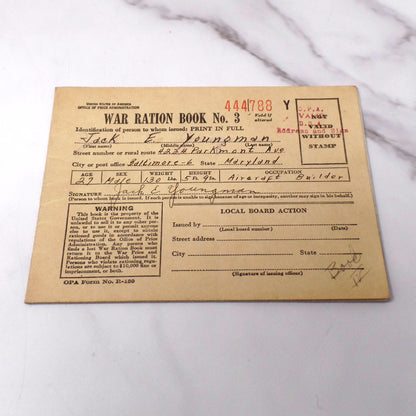 UNITED STATES OF AMERICA
OFFICE OF PRICE ADMINISTRATION
444788 Y
WAR RATION BOOK No. 3
Void if altered
NOT VALID WITHOUT STAMP
O.P.A.
Address and Sign
Identification of person to whom issued: PRINT IN FULL
Jack E Youngman
(First name) (Middle name) (Last name)
Street number or rural route 4234 Parkmont Ave
City or post office Baltimore-6 State Maryland
AGE SEX WEIGHT HEIGHT OCCUPATION
29 Male 130 Lbs. 5 Ft. 9 In. Aircraft Builder
SIGNATURE Jack E Youngman
(Person to whom book is issued. If such person is unable to sign because of age or incapacity, another may sign in his behalf.)
WARNING
This book is the property of the
United States Government. It is
unlawful to sell it to any other per-
son, or to use it or permit anyone
else to use it, except to obtain
rationed goods in accordance with
regulations of the Office of Price
Administration. Any person who
finds a lost War Ration Book must
return it to the War Price and
Rationing Board which issued it.
Persons who violate rationing regu-
lations are subject to $10,000 fine or
imprisonment, or both.
LOCAL BOARD ACTION
Issued by
(Local board number) (Date)
Street address
City State
(Signature of issuing officer)
OPA Form No. R-130